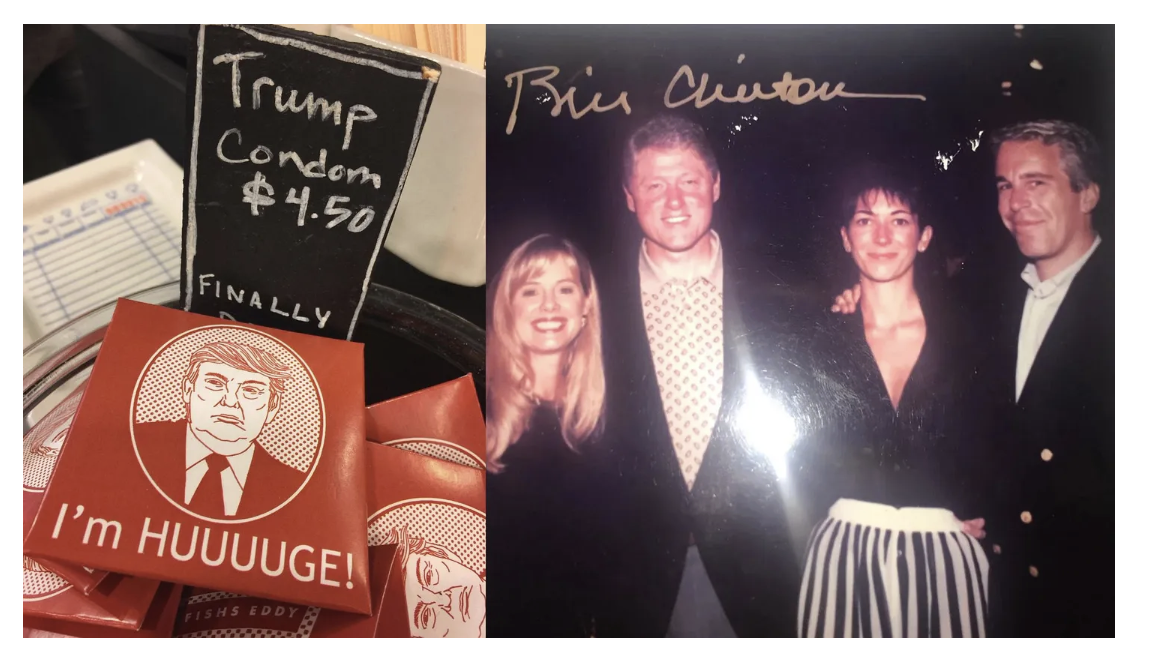 Trump
Condom
$4.50
FINALLY
I'm HUUUUGE!
FISHS EDDY
Bill Clinton